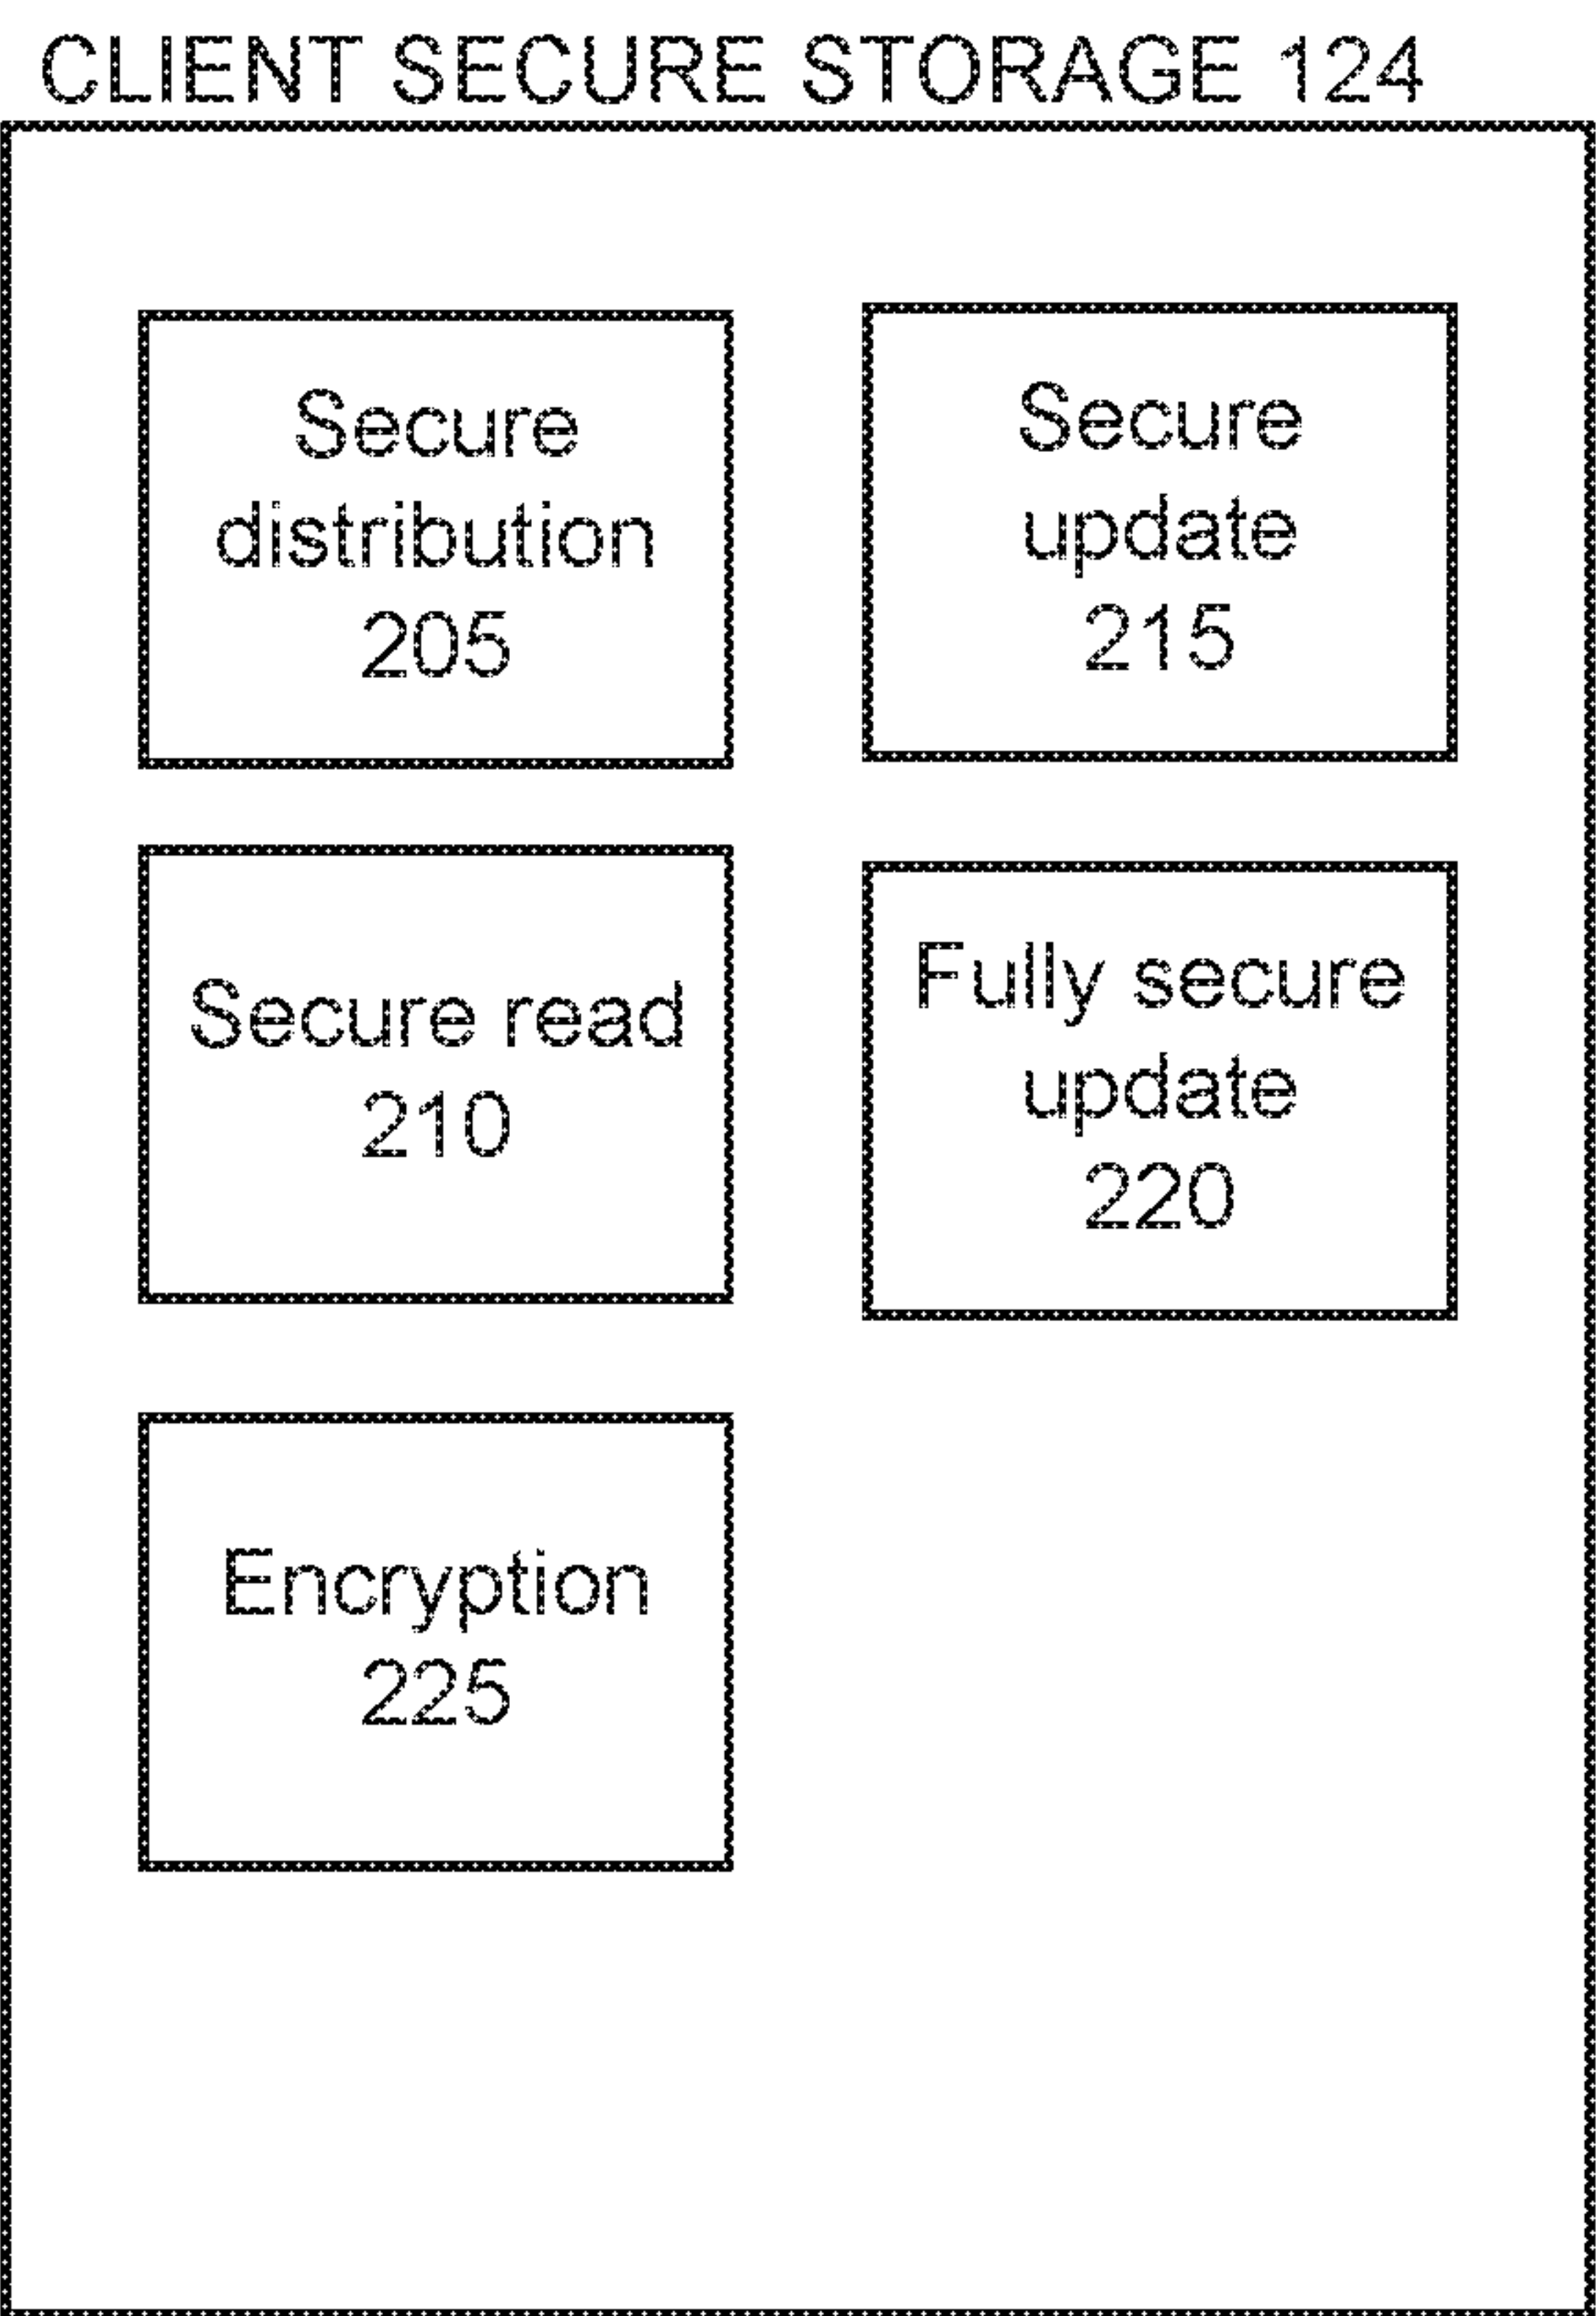 CLIENT SECURE STORAGE 124
Secure
distribution
205
Secure
update
215
Secure read
210
Fully secure
update
220
Encryption
225